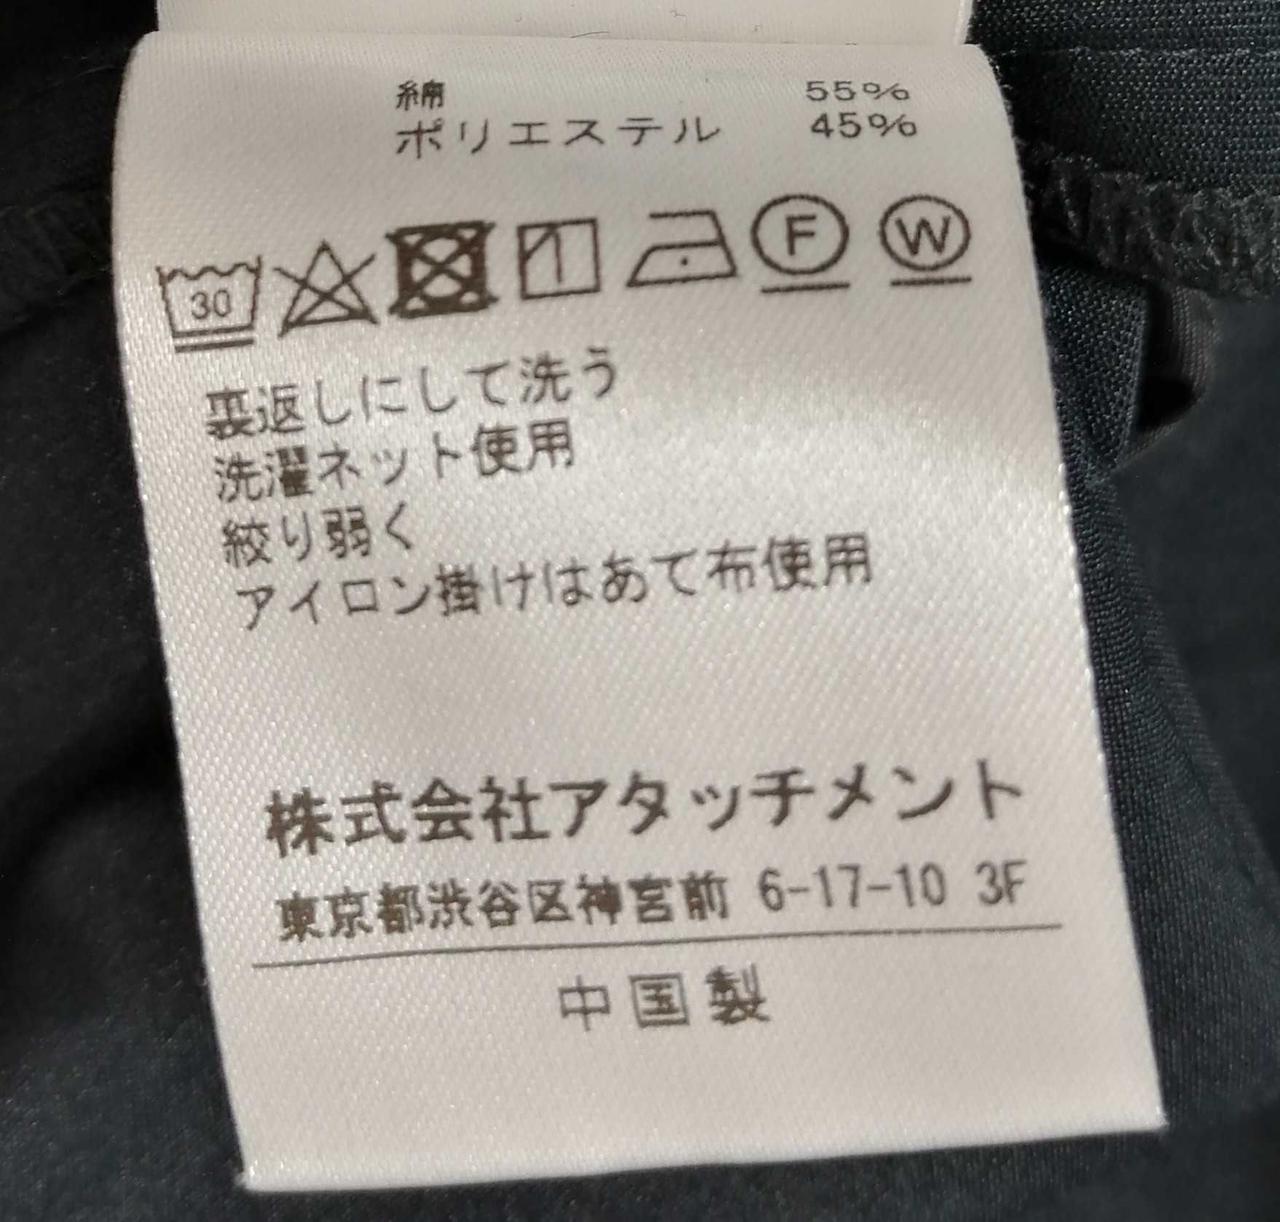 綿 55%
ポリエステル 45%
30 F W
裏返しにして洗う
洗濯ネット使用
絞り弱く
アイロン掛けはあて布使用
株式会社アタッチメント
東京都渋谷区神宮前 6-17-10 3F
中国製